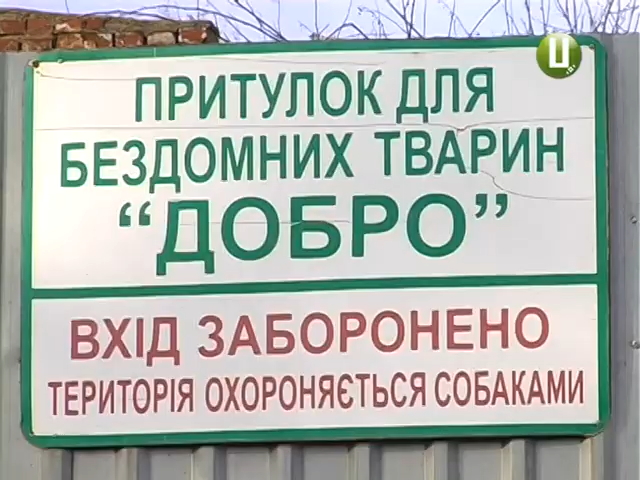 ПРИТУЛОК ДЛЯ
БЕЗДОМНИХ ТВАРИН
“ДОБРО”
ВХІД ЗАБОРОНЕНО
ТЕРИТОРІЯ ОХОРОНЯЄТЬСЯ СОБАКАМИ
Ц